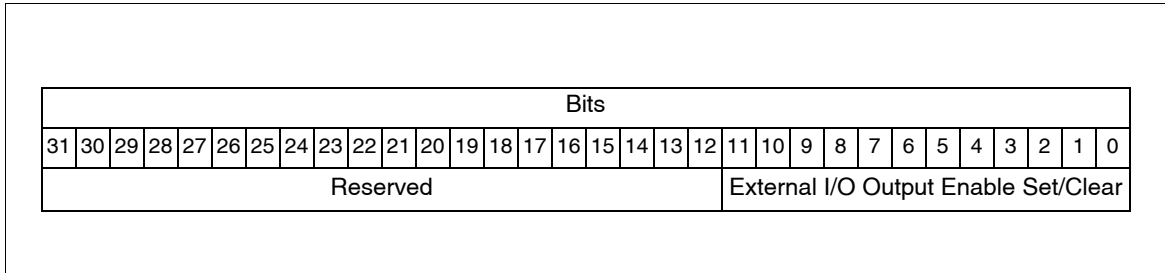 Bits
31 30 29 28 27 26 25 24 23 22 21 20 19 18 17 16 15 14 13 12 11 10 9 8 7 6 5 4 3 2 1 0
Reserved External I/O Output Enable Set/Clear